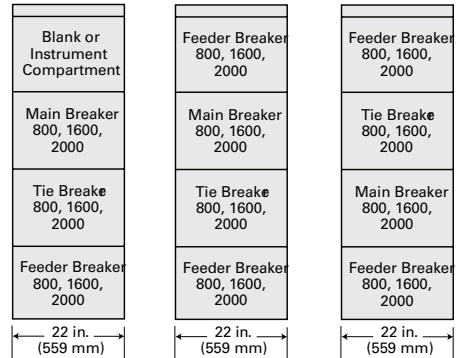 Blank or
Instrument
Compartment
Main Breaker
800, 1600,
2000
Tie Breaker
800, 1600,
2000
Feeder Breaker
800, 1600,
2000
22 in.
(559 mm)
Feeder Breaker
800, 1600,
2000
Main Breaker
800, 1600,
2000
Tie Breaker
800, 1600,
2000
Feeder Breaker
800, 1600,
2000
22 in.
(559 mm)
Feeder Breaker
800, 1600,
2000
Tie Breaker
800, 1600,
2000
Main Breaker
800, 1600,
2000
Feeder Breaker
800, 1600,
2000
22 in.
(559 mm)